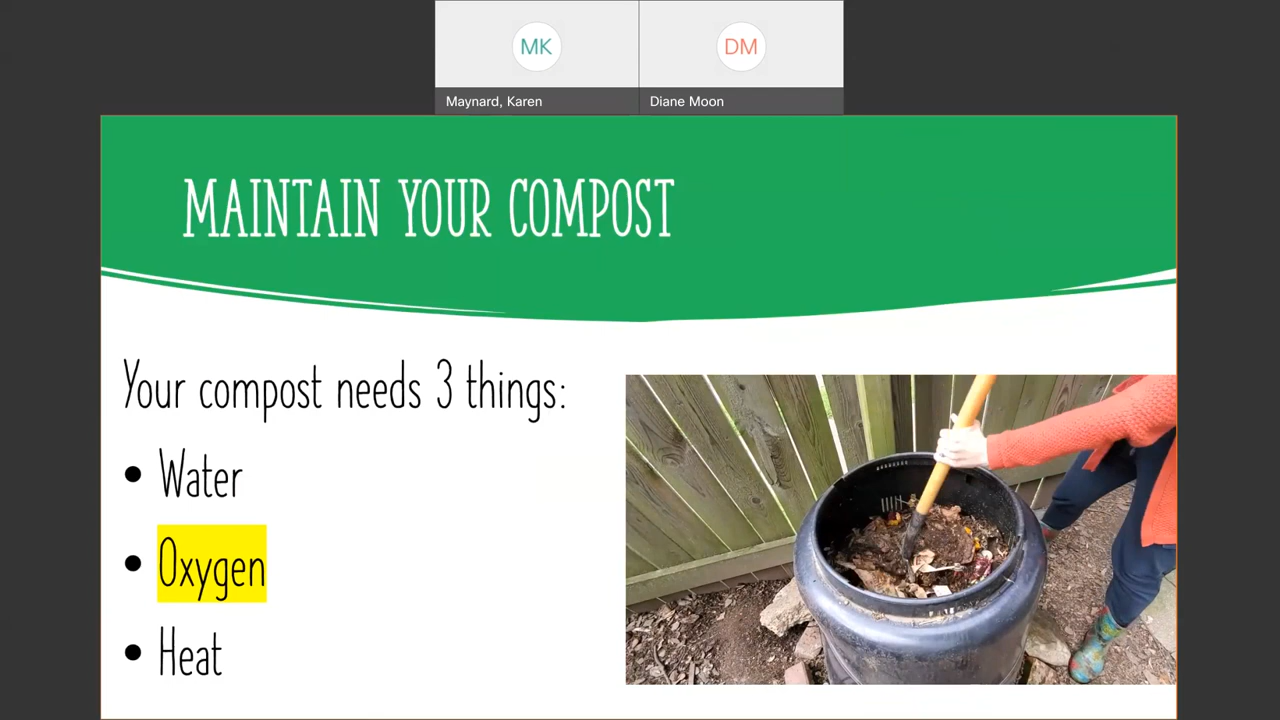 MK
DM
Maynard, Karen
Diane Moon
MAINTAIN YOUR COMPOST
Your compost needs 3 things:
• Water
• Oxygen
• Heat